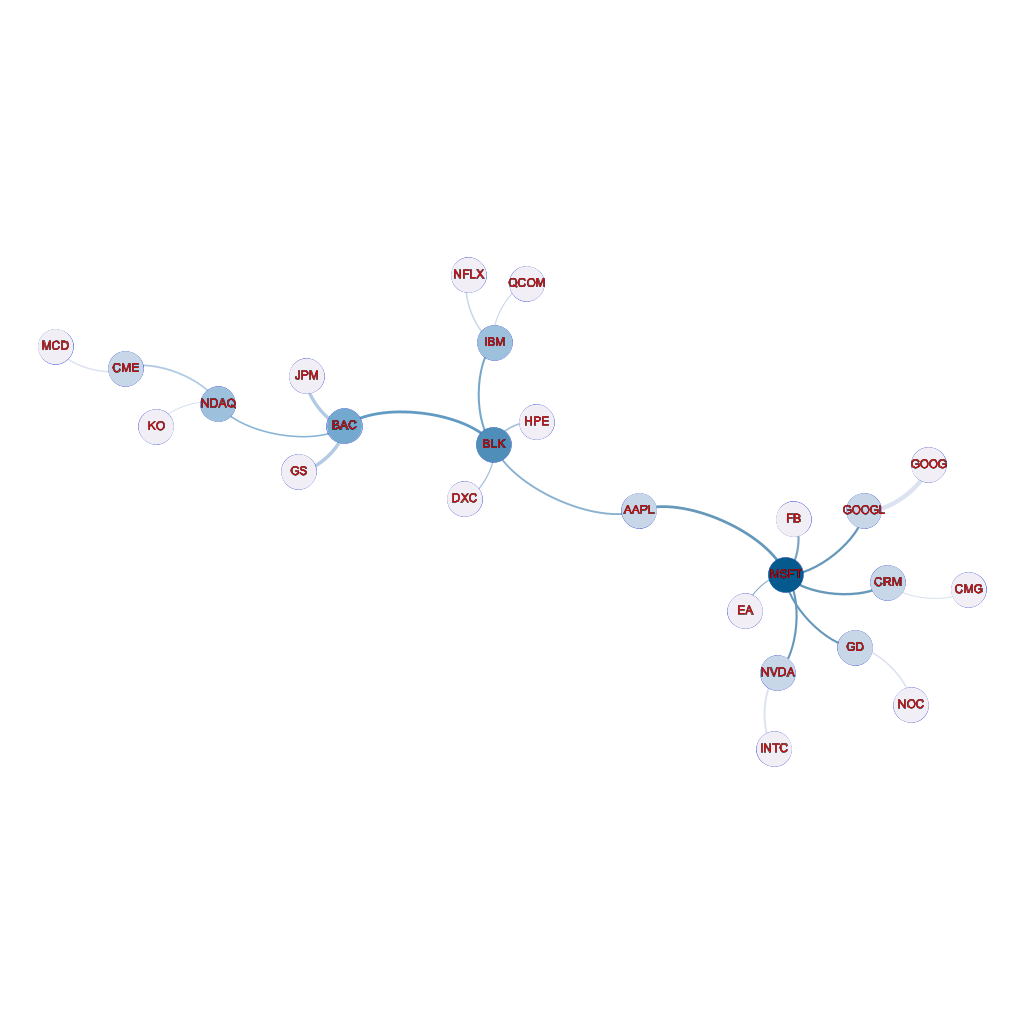 NFLX
QCOM
IBM
MCD
CME
JPM
NDAQ
KO
BAC
HPE
BLK
GS
DXC
GOOG
AAPL
FB
GOOGL
MSFT
CRM
CMG
EA
GD
NVDA
NOC
INTC